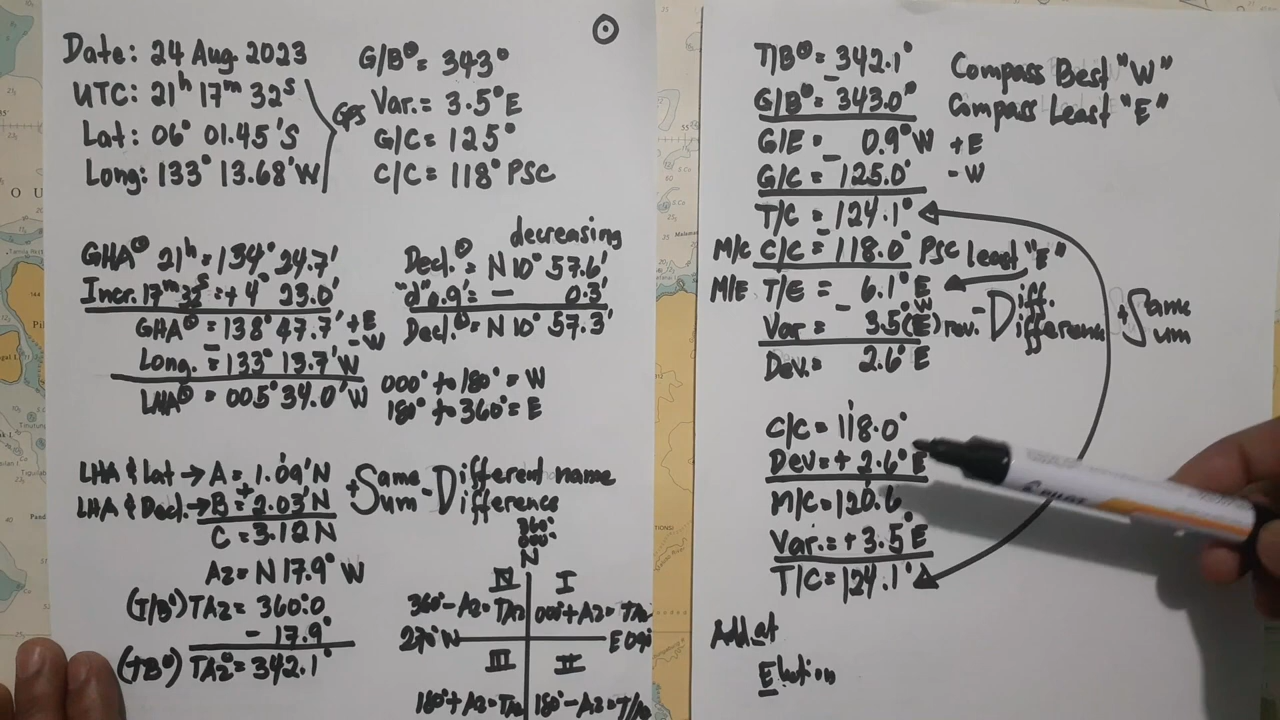 Date: 24 Aug. 2023
UTC: 21h 17m 32s
Lat: 06° 01.45'S
Long: 133° 13.68'W
GPS
G/B☉ = 343°
Var. = 3.5°E
G/C = 125°
C/C = 118° PSC
GHA☉ 21h = 134° 24.7'
Incr. 17m 32s = + 4° 23.0'
GHA☉ = 138° 47.7' +E
-W
Long. = 133° 13.7'W
LHA☉ = 005° 34.0'W
decreasing
Decl.☉ = N 10° 57.6'
"d" 0.9' = - 0.3'
Decl.☉ = N 10° 57.3'
000° to 180° = W
180° to 360° = E
LHA & Lat → A = 1.09'N
LHA & Decl. → B = + 2.03'N
C = 3.12 N
+Same
Sum
-Different name
Difference
Az = N 17.9° W
(T/B☉) TAz = 360.0
- 17.9°
(TB☉) TAz☉ = 342.1°
360°
000°
N
IV I
360°-Az=TAz 000°+Az=TAz
270°W E 090°
III II
180°+Az=TAz 180°-Az=
T/B☉ = 342.1°
G/B☉ = - 343.0°
G/E = 0.9°W +E
G/C = - 125.0° -W
T/C = 124.1°
M/C C/C = - 118.0° PSC least "E"
M/E T/E = 6.1°E
Var = - 3.5(E)W rev.
Dev. = 2.6°E
Compass Best "W"
Compass Least "E"
-Diff.
Difference
+Same
Sum
C/C = 118.0°
Dev = + 2.6°E
M/C = 120.6
Var. = + 3.5°E
T/C = 124.1°
Add at